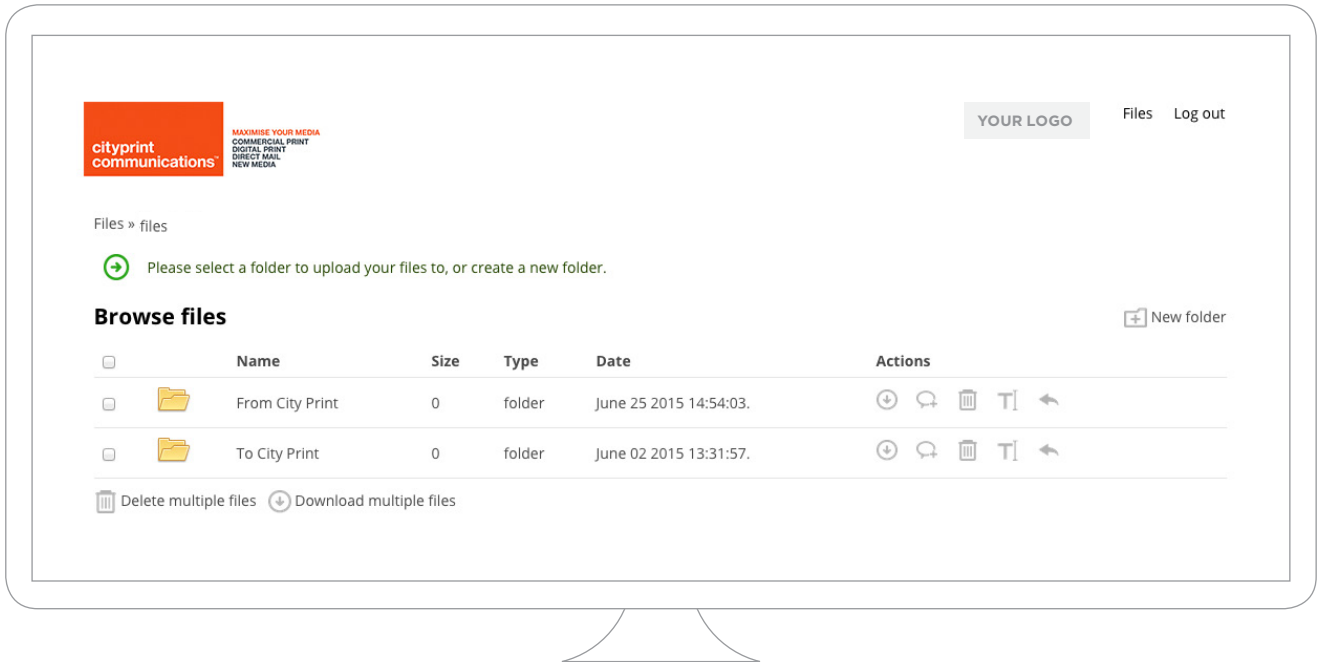 cityprint
communications™
MAXIMISE YOUR MEDIA
COMMERCIAL PRINT
DIGITAL PRINT
DIRECT MAIL
NEW MEDIA
YOUR LOGO
Files
Log out
Files » files
Please select a folder to upload your files to, or create a new folder.
Browse files
New folder
Name Size Type Date Actions
From City Print 0 folder June 25 2015 14:54:03.
To City Print 0 folder June 02 2015 13:31:57.
Delete multiple files Download multiple files